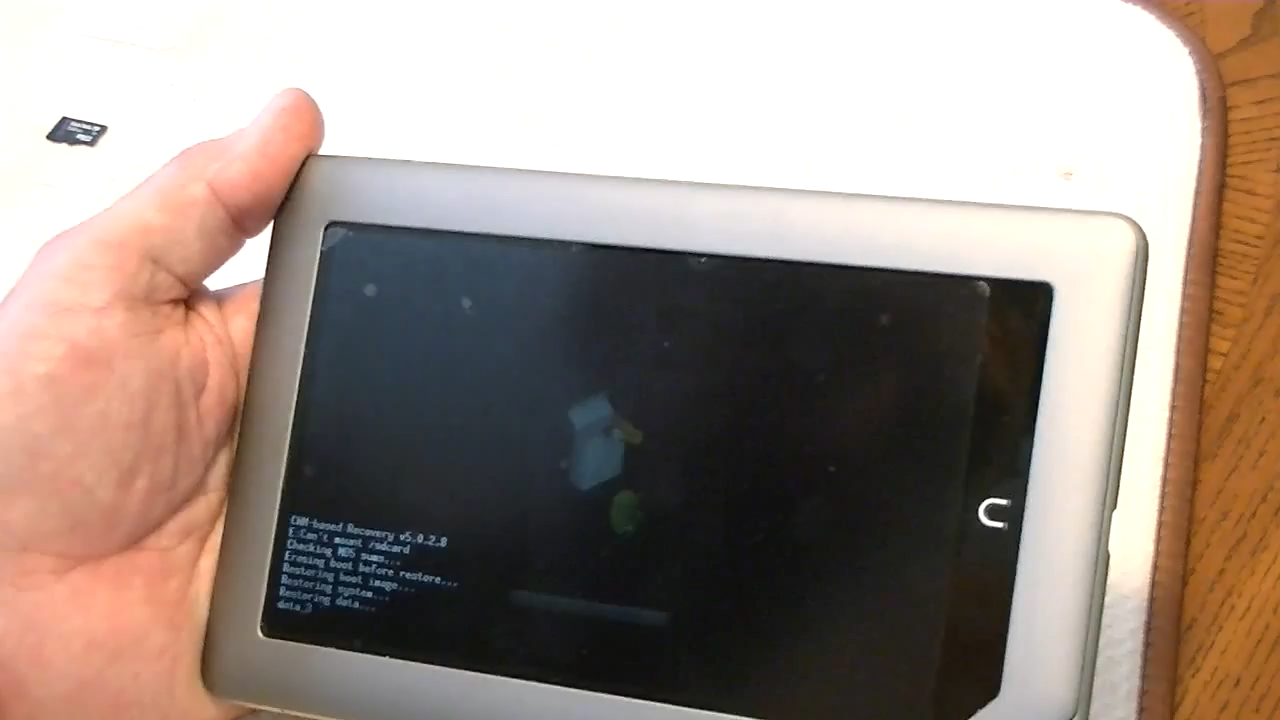 CWM-based Recovery v5.0.2.8
E:Can't mount /sdcard
Checking MD5 sums...
Erasing boot before restore...
Restoring boot image...
Restoring system...
Restoring data...